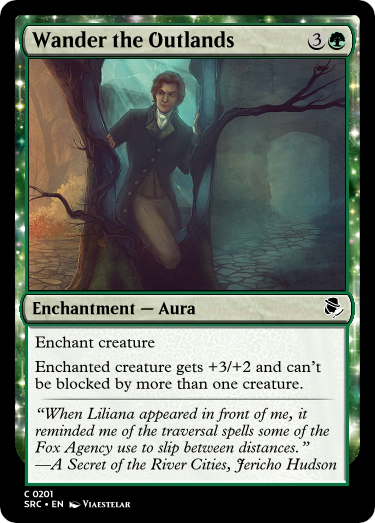 Wander the Outlands 3
Enchantment — Aura
Enchant creature
Enchanted creature gets +3/+2 and can't
be blocked by more than one creature.
“When Liliana appeared in front of me, it
reminded me of the traversal spells some of the
Fox Agency use to slip between distances.”
—A Secret of the River Cities, Jericho Hudson
C 0201
SRC • EN Viaestelar